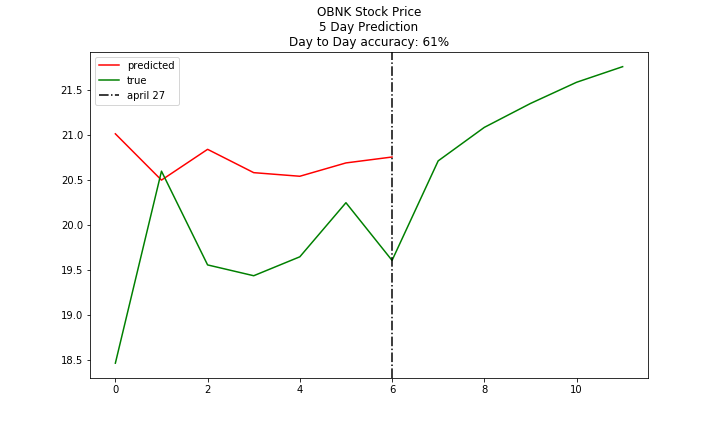 OBNK Stock Price
5 Day Prediction
Day to Day accuracy: 61%
predicted
true
april 27
21.5
21.0
20.5
20.0
19.5
19.0
18.5
0 2 4 6 8 10